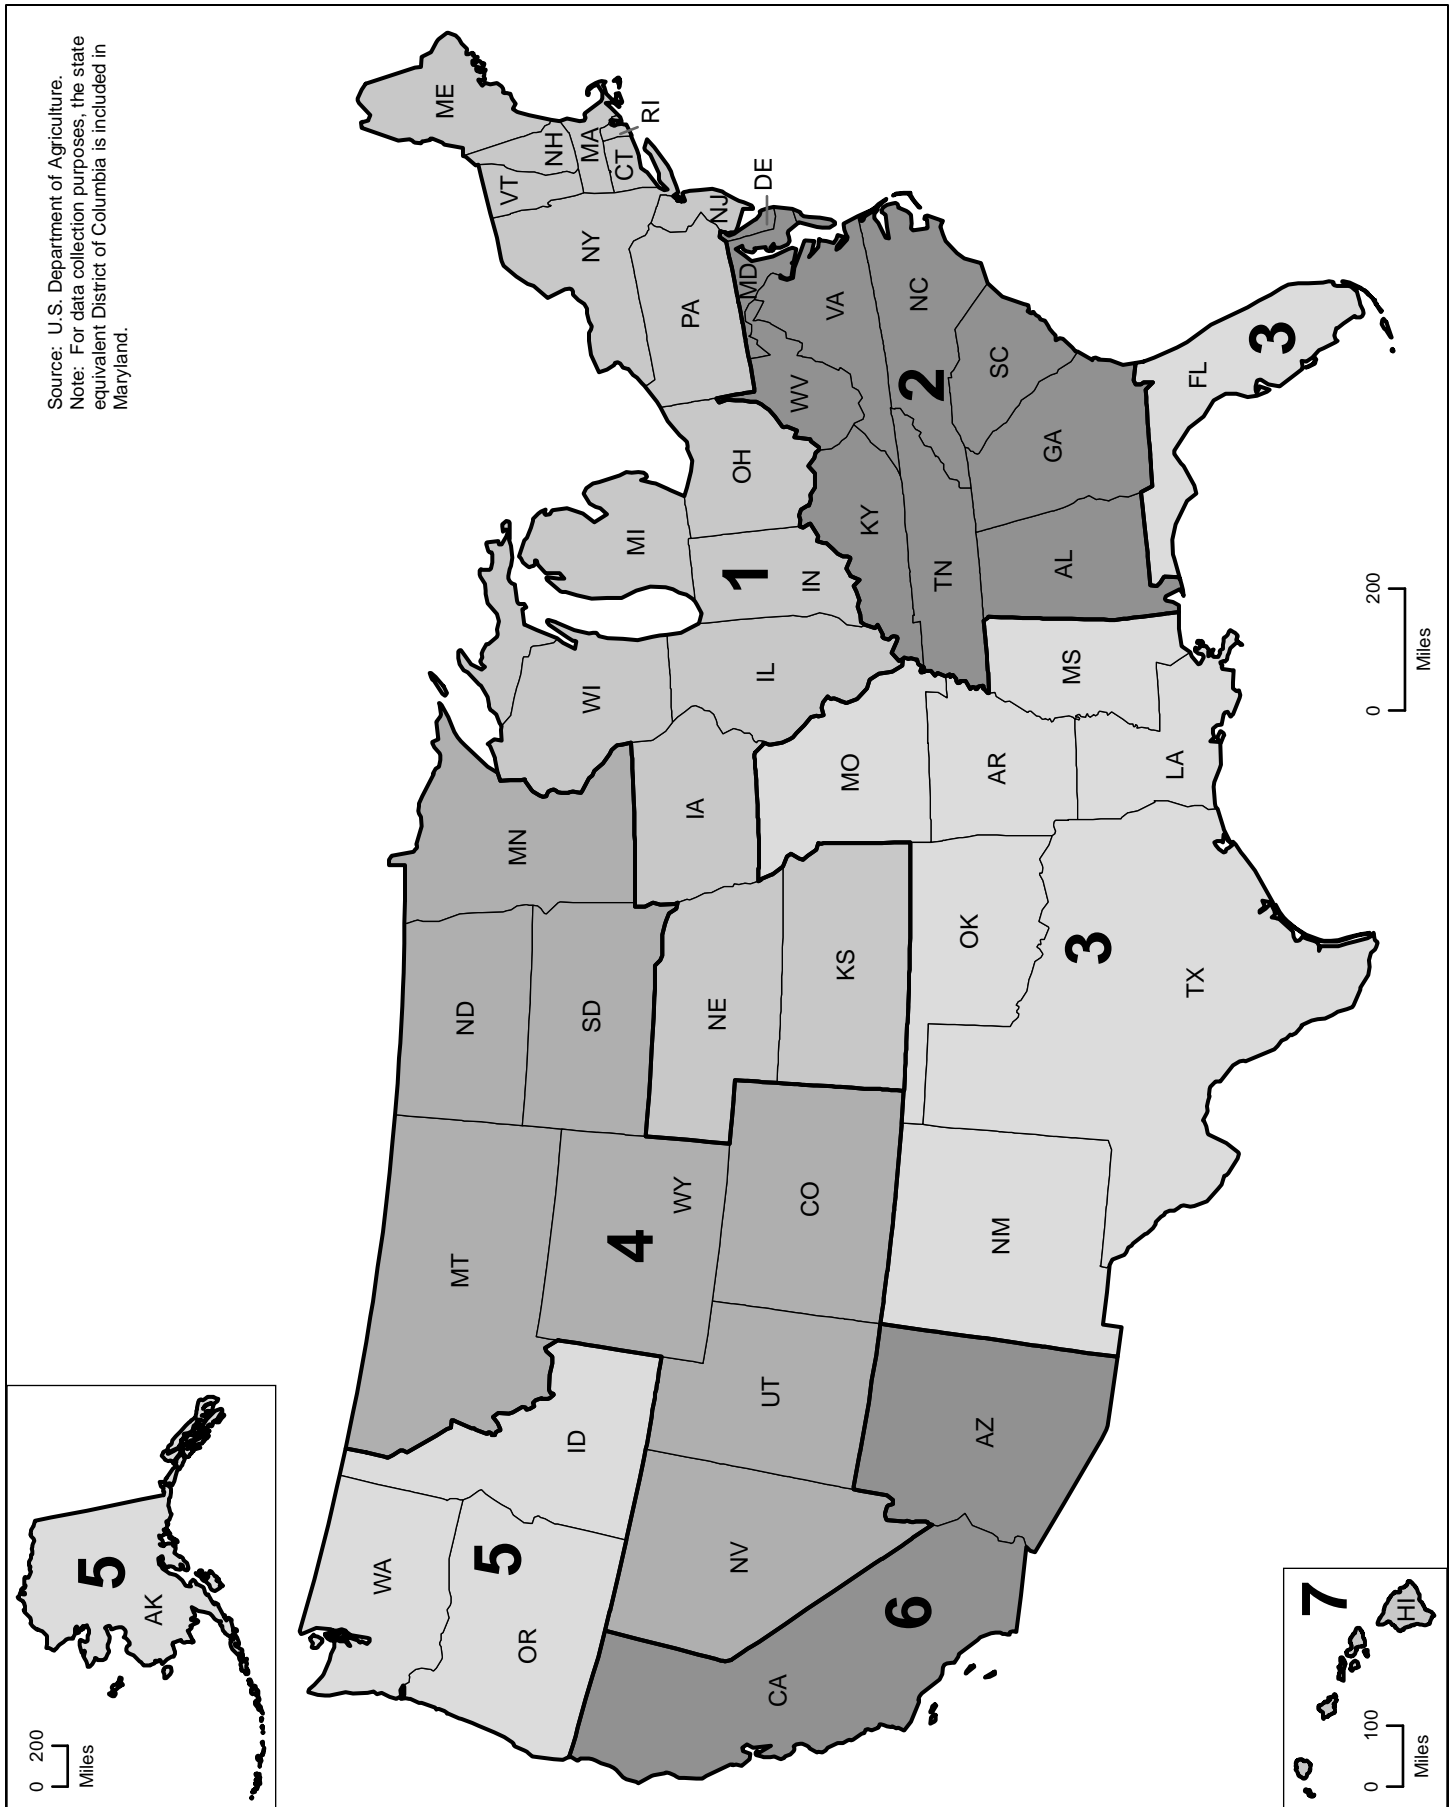 Source: U.S. Department of Agriculture.
Note: For data collection purposes, the state
equivalent District of Columbia is included in
Maryland.
5
AK
0 200
Miles
WA
OR
5
ID
MT
4
WY
ND
SD
MN
NE
KS
IA
WI
MI
1
IL
IN
OH
PA
NY
VT
NH
ME
MA
CT
RI
NJ
DE
MD
WV
VA
KY
TN
2
NC
SC
GA
AL
FL
3
MS
LA
AR
MO
OK
3
TX
NM
CO
UT
NV
AZ
CA
6
7
HI
0 100
Miles
0 200
Miles